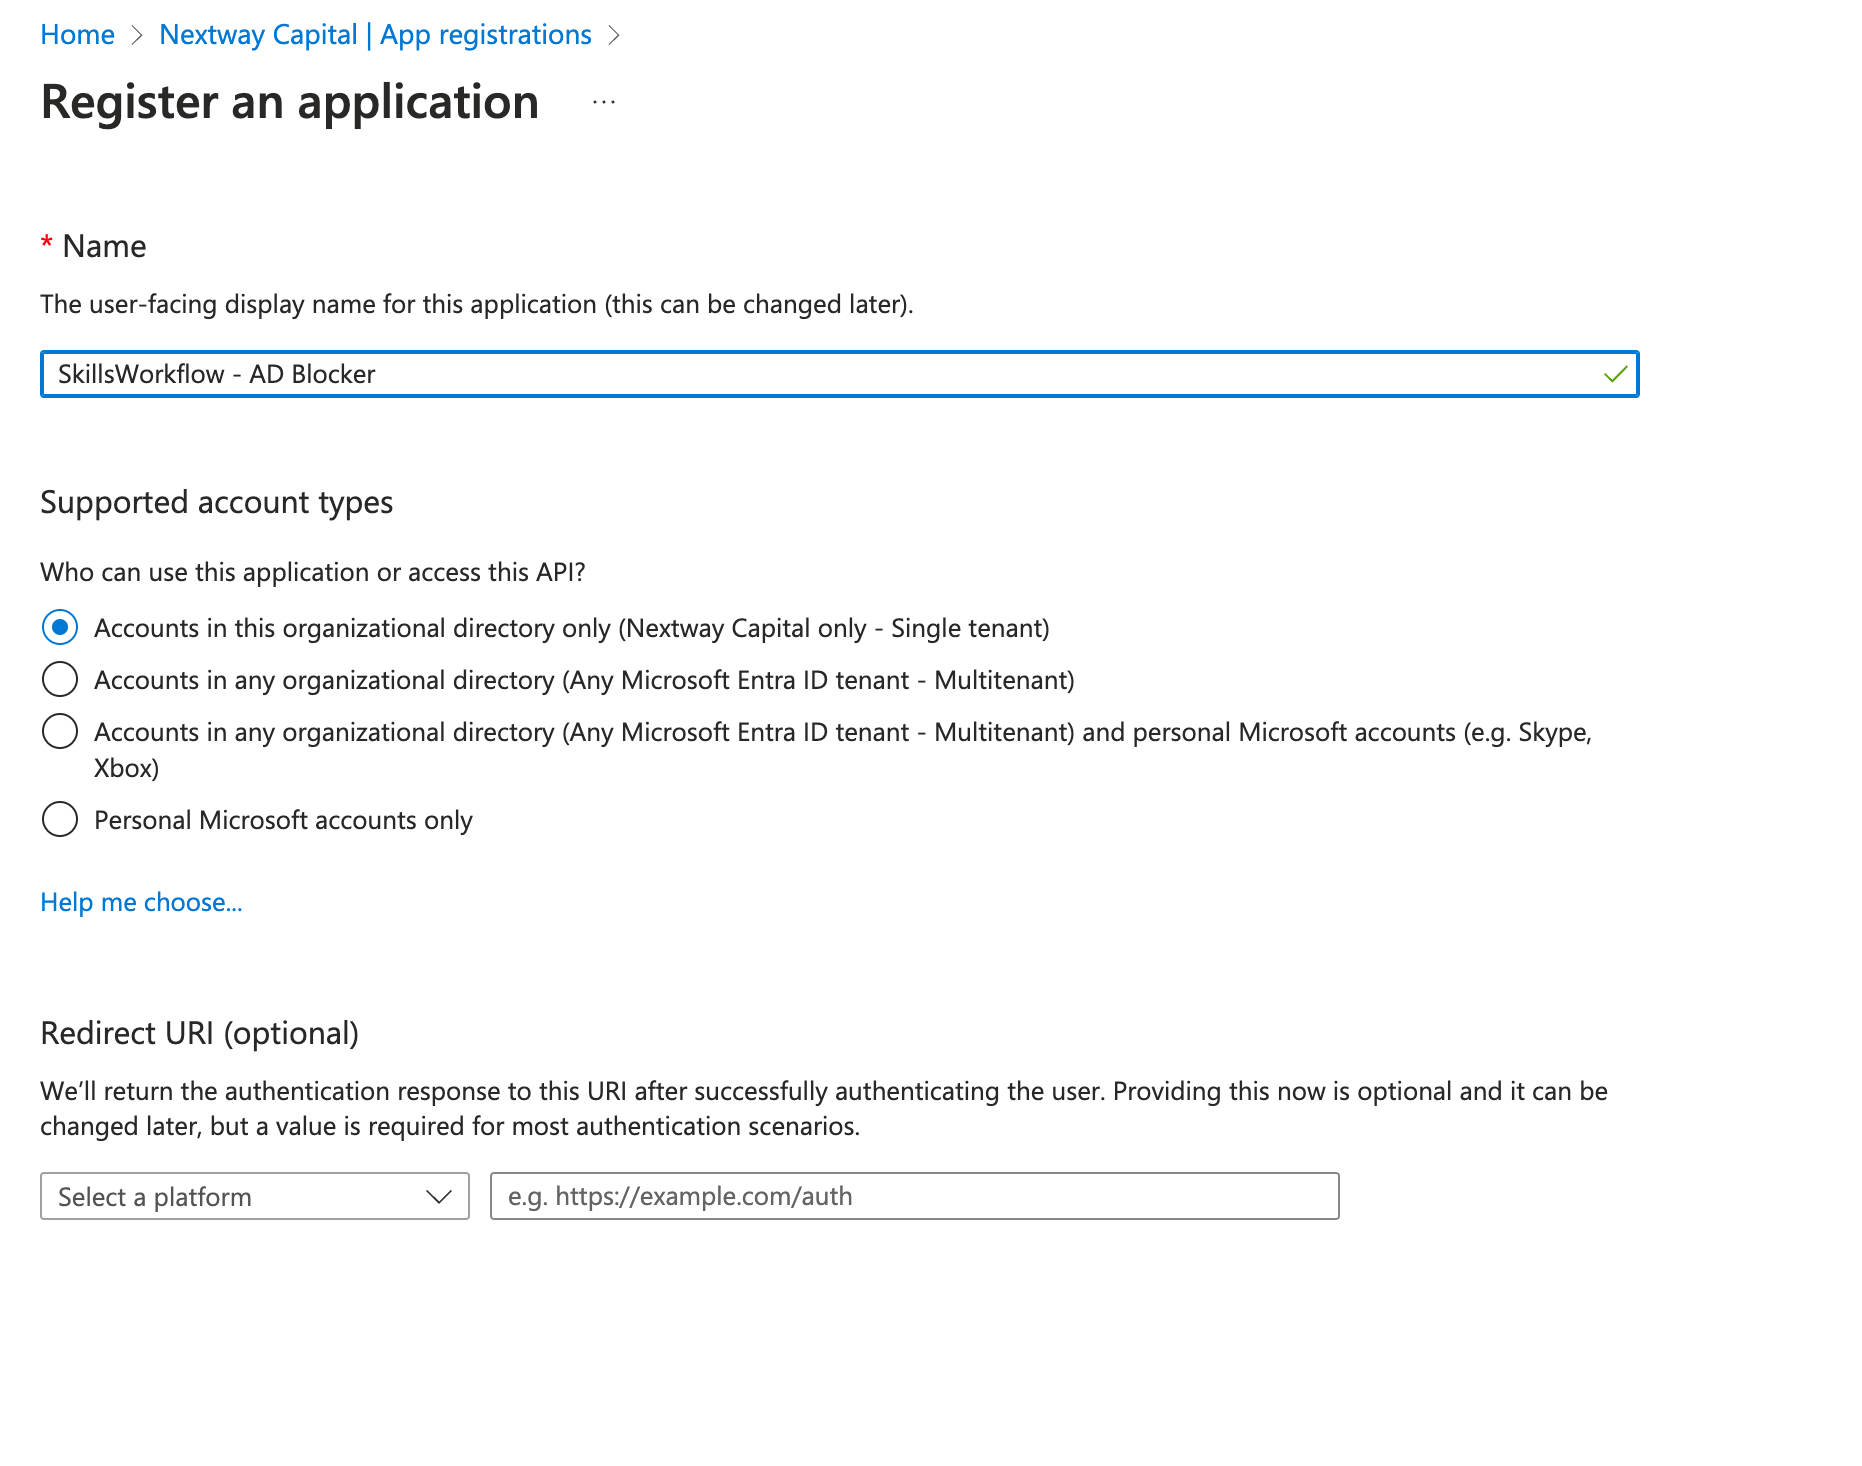 Home > Nextway Capital | App registrations >
Register an application ...
* Name
The user-facing display name for this application (this can be changed later).
SkillsWorkflow - AD Blocker
Supported account types
Who can use this application or access this API?
Accounts in this organizational directory only (Nextway Capital only - Single tenant)
Accounts in any organizational directory (Any Microsoft Entra ID tenant - Multitenant)
Accounts in any organizational directory (Any Microsoft Entra ID tenant - Multitenant) and personal Microsoft accounts (e.g. Skype,
Xbox)
Personal Microsoft accounts only
Help me choose...
Redirect URI (optional)
We’ll return the authentication response to this URI after successfully authenticating the user. Providing this now is optional and it can be
changed later, but a value is required for most authentication scenarios.
Select a platform e.g. https://example.com/auth